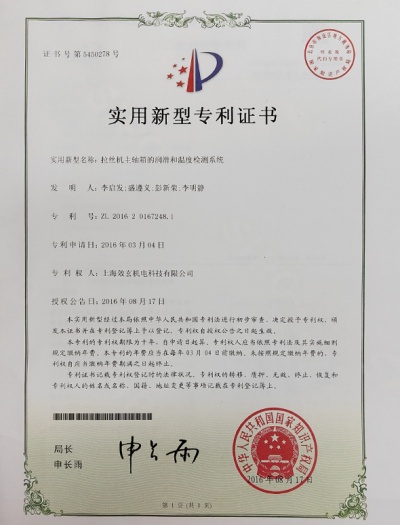 证书号第5450278号
实用新型专利证书
实用新型名称：拉丝机主轴箱的润滑和温度检测系统
发 明 人：李启发;盛遵义;彭新荣;李明静
专 利 号：ZL 2016 2 0167248.1
专利申请日：2016年03月04日
专 利 权 人：上海效玄机电科技有限公司
授权公告日：2016年08月17日
本实用新型经过本局依照中华人民共和国专利法进行初步审查，决定授予专利权，颁
发本证书并在专利登记簿上予以登记。专利权自授权公告之日起生效。
本专利的专利权期限为十年，自申请日起算。专利权人应当依照专利法及其实施细则
规定缴纳年费。本专利的年费应当在每年03月04日前缴纳。未按照规定缴纳年费的，专
利权自应当缴纳年费期满之日起终止。
专利证书记载专利权登记时的法律状况。专利权的转移、质押、无效、终止、恢复和
专利权人的姓名或名称、国籍、地址变更等事项记载在专利登记簿上。
局长
申长雨
申长雨
中华人民共和国国家知识产权局
2016年08月17日
第1页(共1页)